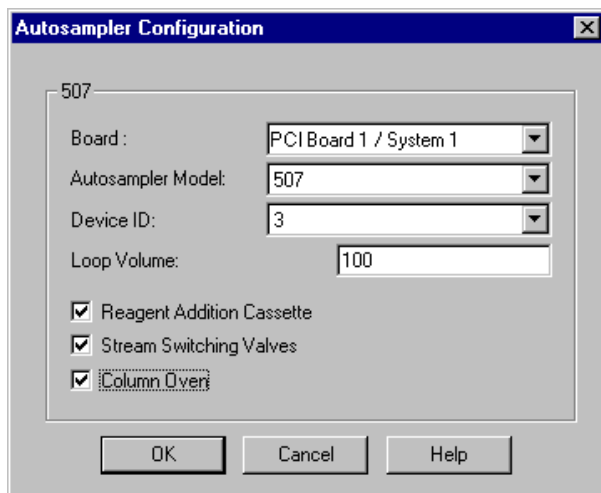 Autosampler Configuration
507
Board : PCI Board 1 / System 1
Autosampler Model: 507
Device ID: 3
Loop Volume: 100
Reagent Addition Cassette
Stream Switching Valves
Column Oven
OK Cancel Help